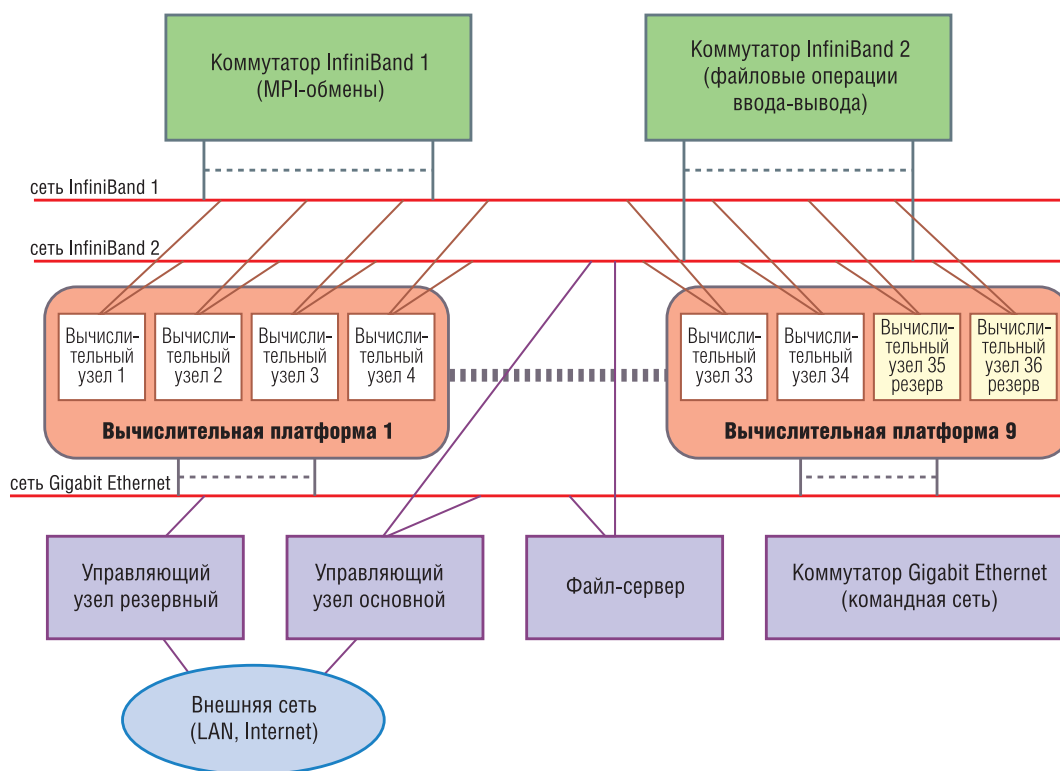 Коммутатор InfiniBand 1
(MPI-обмены)
Коммутатор InfiniBand 2
(файловые операции
ввода-вывода)
сеть InfiniBand 1
сеть InfiniBand 2
Вычисли-
тельный
узел 1
Вычисли-
тельный
узел 2
Вычисли-
тельный
узел 3
Вычисли-
тельный
узел 4
Вычислительная платформа 1
Вычисли-
тельный
узел 33
Вычисли-
тельный
узел 34
Вычисли-
тельный
узел 35
резерв
Вычисли-
тельный
узел 36
резерв
Вычислительная платформа 9
сеть Gigabit Ethernet
Управляющий
узел резервный
Управляющий
узел основной
Файл-сервер
Коммутатор Gigabit Ethernet
(командная сеть)
Внешняя сеть
(LAN, Internet)